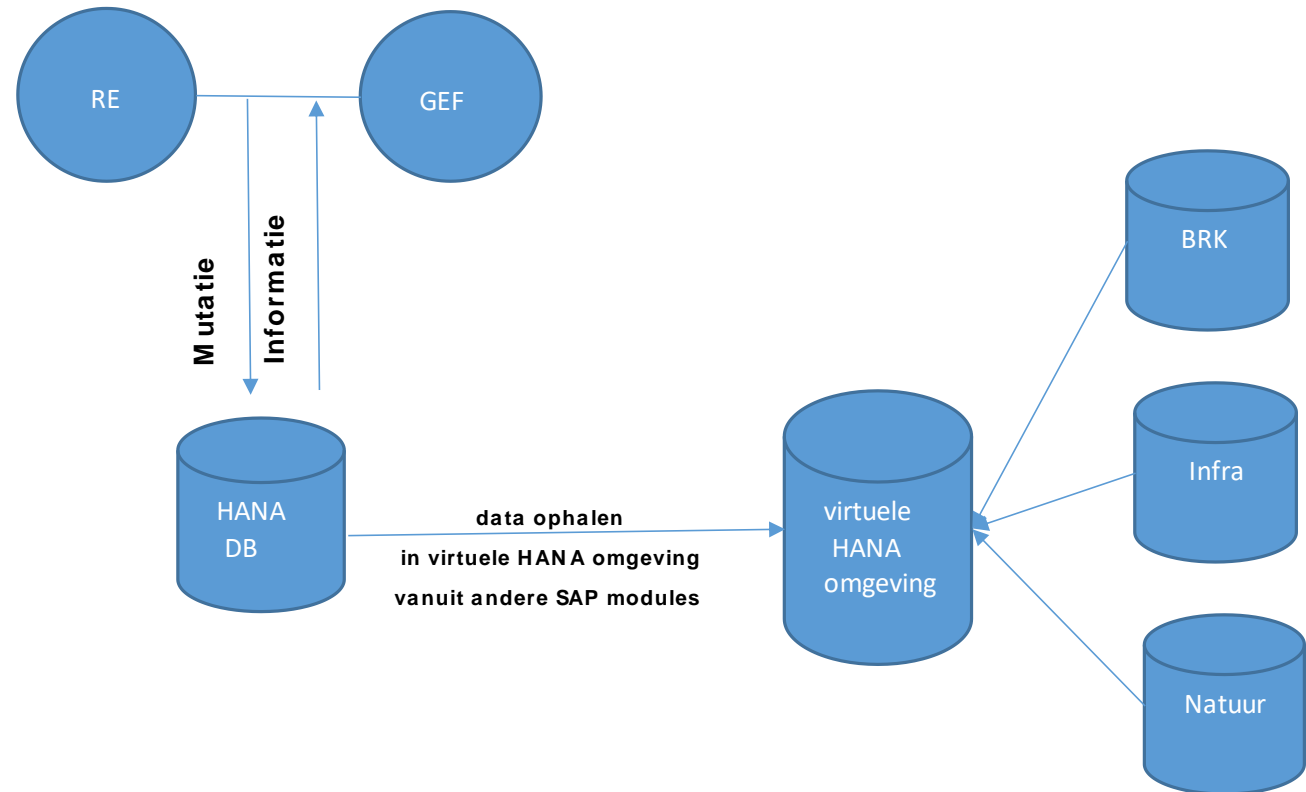 RE
GEF
Mutatie
Informatie
BRK
Infra
Natuur
HANA
DB
data ophalen
in virtuele HANA omgeving
vanuit andere SAP modules
virtuele
HANA
omgeving